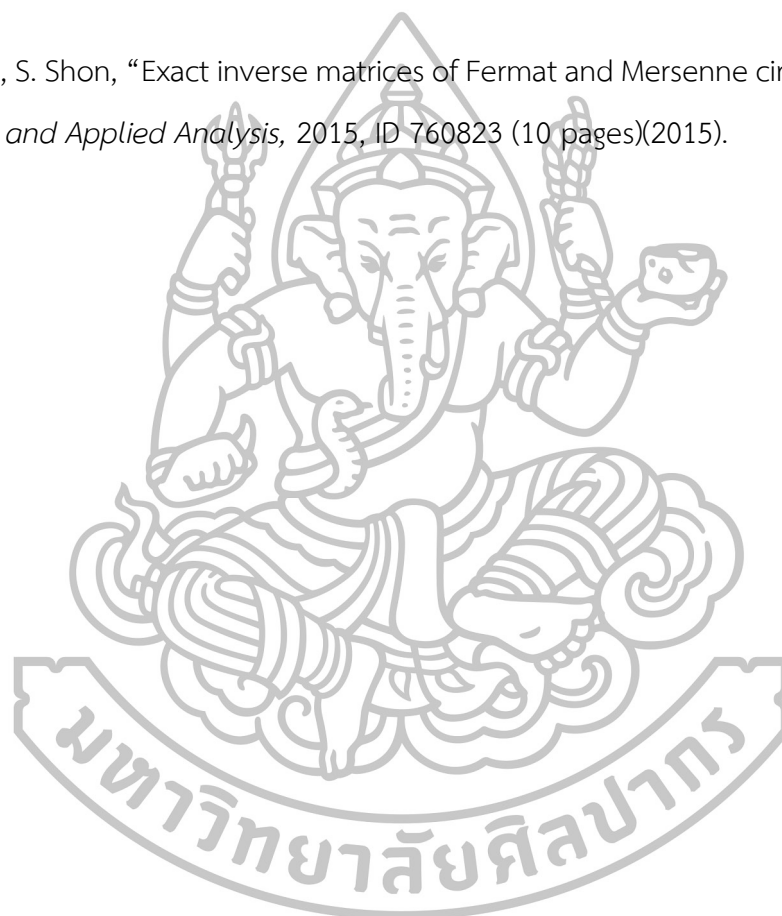 , S. Shon, “Exact inverse matrices of Fermat and Mersenne cir
and Applied Analysis, 2015, ID 760823 (10 pages)(2015).
มหาวิทยาลัยศิลปากร